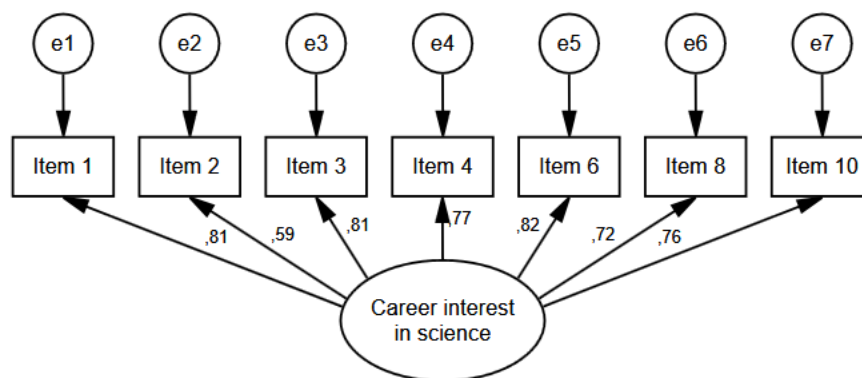 e1 e2 e3 e4 e5 e6 e7
Item 1 Item 2 Item 3 Item 4 Item 6 Item 8 Item 10
,81 ,59 ,81 ,77 ,82 ,72 ,76
Career interest
in science